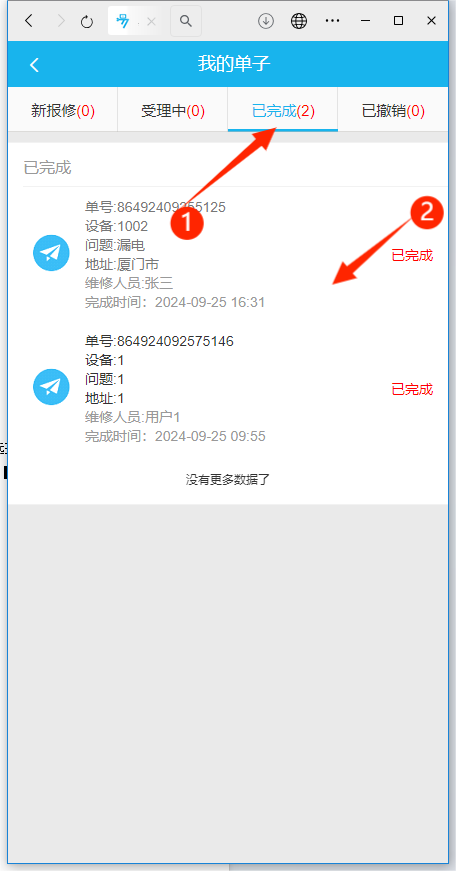 我的单子
新报修(0) 受理中(0) 已完成(2) 已撤销(0)
已完成
单号:86492409255125
设备:1002
问题:漏电
地址:厦门市
维修人员:张三
完成时间：2024-09-25 16:31
已完成
1
2
单号:864924092575146
设备:1
问题:1
地址:1
维修人员:用户1
完成时间：2024-09-25 09:55
已完成
没有更多数据了